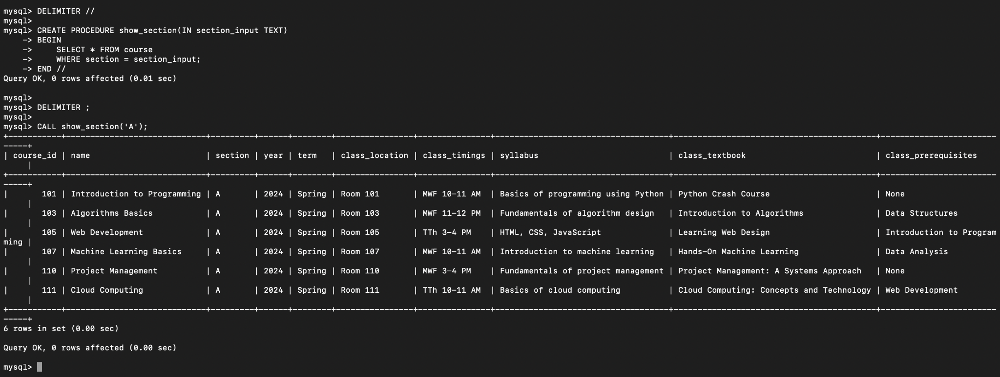 mysql> DELIMITER //
mysql>
mysql> CREATE PROCEDURE show_section(IN section_input TEXT)
    -> BEGIN
    ->     SELECT * FROM course
    ->     WHERE section = section_input;
    -> END //
Query OK, 0 rows affected (0.01 sec)

mysql>
mysql> DELIMITER ;
mysql>
mysql> CALL show_section('A');
+-----------+-----------------------------+---------+------+--------+----------------+---------------+------------------------------------+------------------------------------------+------------------------
-----+
| course_id | name                        | section | year | term   | class_location | class_timings | syllabus                           | class_textbook                           | class_prerequisites
     |
+-----------+-----------------------------+---------+------+--------+----------------+---------------+------------------------------------+------------------------------------------+------------------------
-----+
|       101 | Introduction to Programming | A       | 2024 | Spring | Room 101       | MWF 10-11 AM  | Basics of programming using Python | Python Crash Course                      | None
     |
|       103 | Algorithms Basics           | A       | 2024 | Spring | Room 103       | MWF 11-12 PM  | Fundamentals of algorithm design   | Introduction to Algorithms               | Data Structures
     |
|       105 | Web Development             | A       | 2024 | Spring | Room 105       | TTh 3-4 PM    | HTML, CSS, JavaScript              | Learning Web Design                      | Introduction to Program
ming |
|       107 | Machine Learning Basics     | A       | 2024 | Spring | Room 107       | MWF 10-11 AM  | Introduction to machine learning   | Hands-On Machine Learning                | Data Analysis
     |
|       110 | Project Management          | A       | 2024 | Spring | Room 110       | MWF 3-4 PM    | Fundamentals of project management | Project Management: A Systems Approach   | None
     |
|       111 | Cloud Computing             | A       | 2024 | Spring | Room 111       | TTh 10-11 AM  | Basics of cloud computing          | Cloud Computing: Concepts and Technology | Web Development
     |
+-----------+-----------------------------+---------+------+--------+----------------+---------------+------------------------------------+------------------------------------------+------------------------
-----+
6 rows in set (0.00 sec)

Query OK, 0 rows affected (0.00 sec)

mysql>